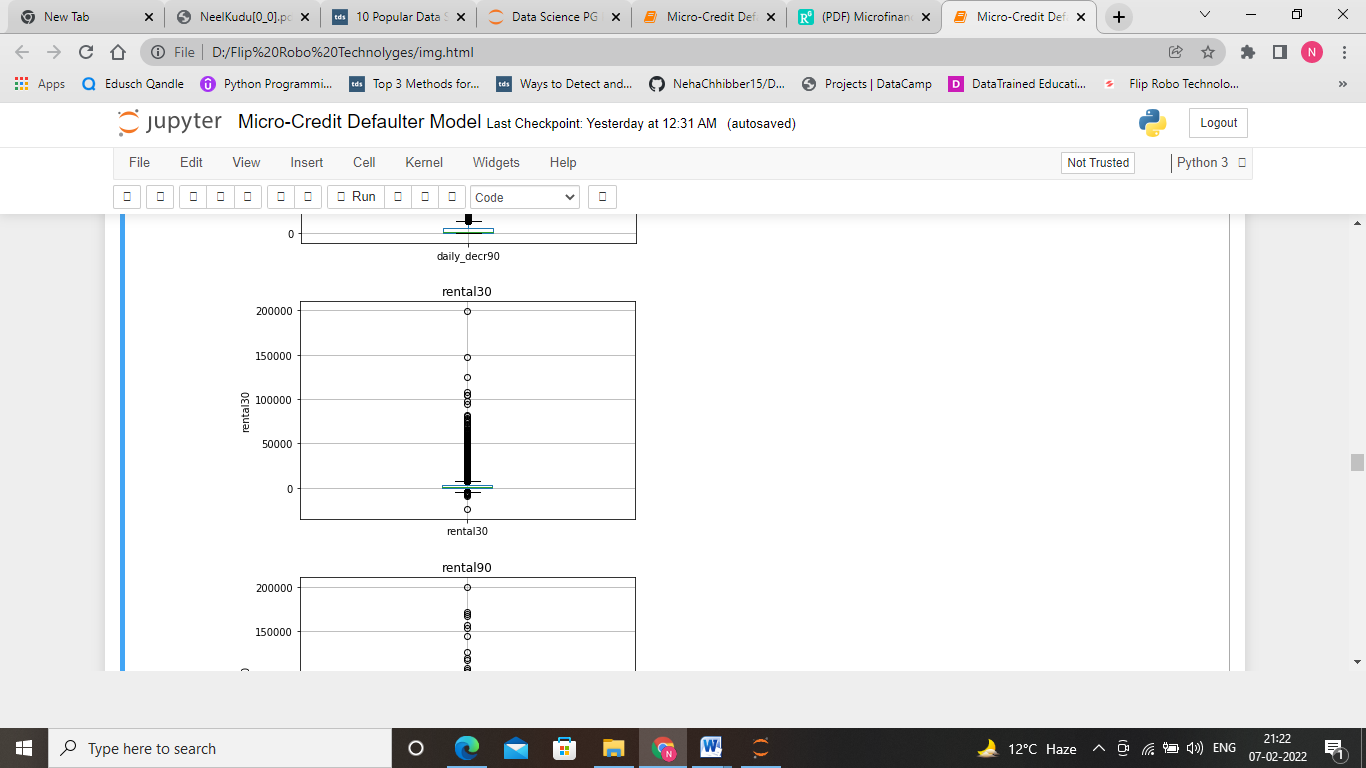 New Tab
NeelKudu[0_0].pc
tds 10 Popular Data S
Data Science PG
Micro-Credit Def
(PDF) Microfinan
Micro-Credit Def
File D:/Flip%20Robo%20Technolyges/img.html
N
Apps
Edusch Qandle
Python Programmi...
tds Top 3 Methods for...
tds Ways to Detect and...
NehaChhibber15/D...
Projects | DataCamp
D DataTrained Educati...
Flip Robo Technolo...
»
jupyter Micro-Credit Defaulter Model Last Checkpoint: Yesterday at 12:31 AM (autosaved)
Logout
File Edit View Insert Cell Kernel Widgets Help
Not Trusted
Python 3
Run
Code
0
daily_decr90
rental30
200000
150000
100000
50000
0
rental30
rental30
rental90
200000
150000
Type here to search
12°C Haze
ENG
21:22
07-02-2022
1